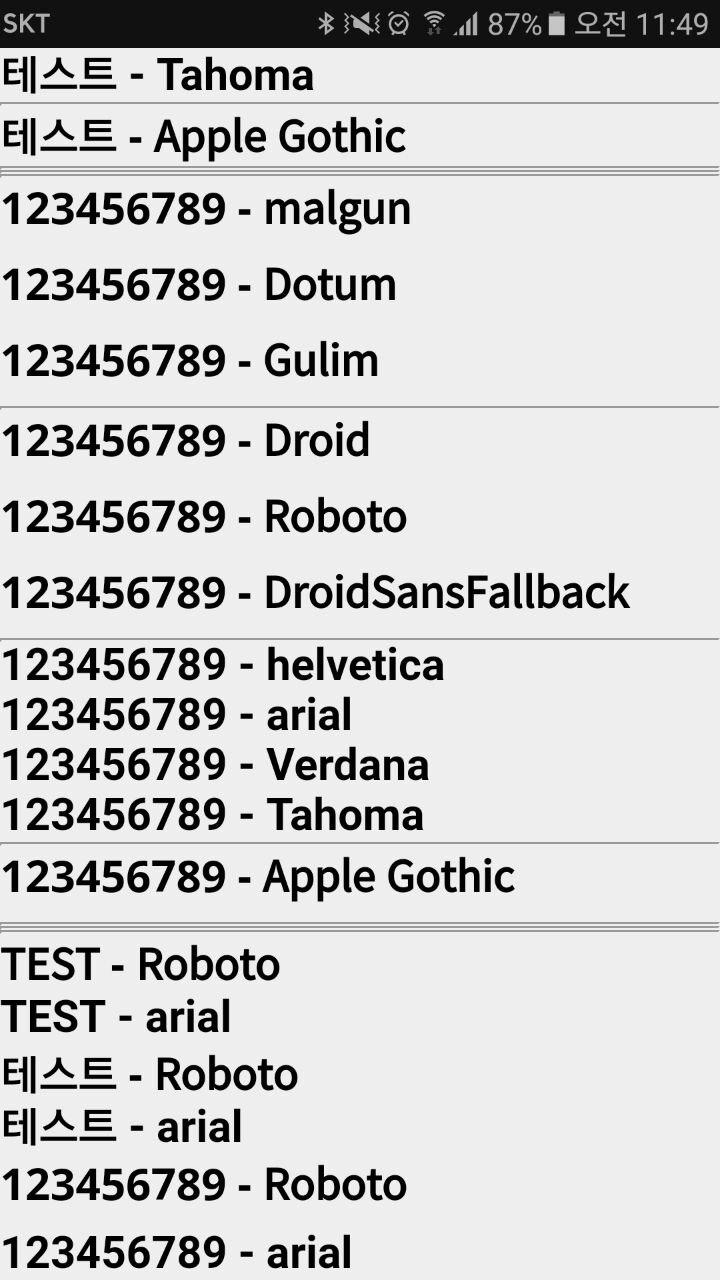 SKT 87% 오전 11:49
테스트 - Tahoma
테스트 - Apple Gothic
123456789 - malgun
123456789 - Dotum
123456789 - Gulim
123456789 - Droid
123456789 - Roboto
123456789 - DroidSansFallback
123456789 - helvetica
123456789 - arial
123456789 - Verdana
123456789 - Tahoma
123456789 - Apple Gothic
TEST - Roboto
TEST - arial
테스트 - Roboto
테스트 - arial
123456789 - Roboto
123456789 - arial